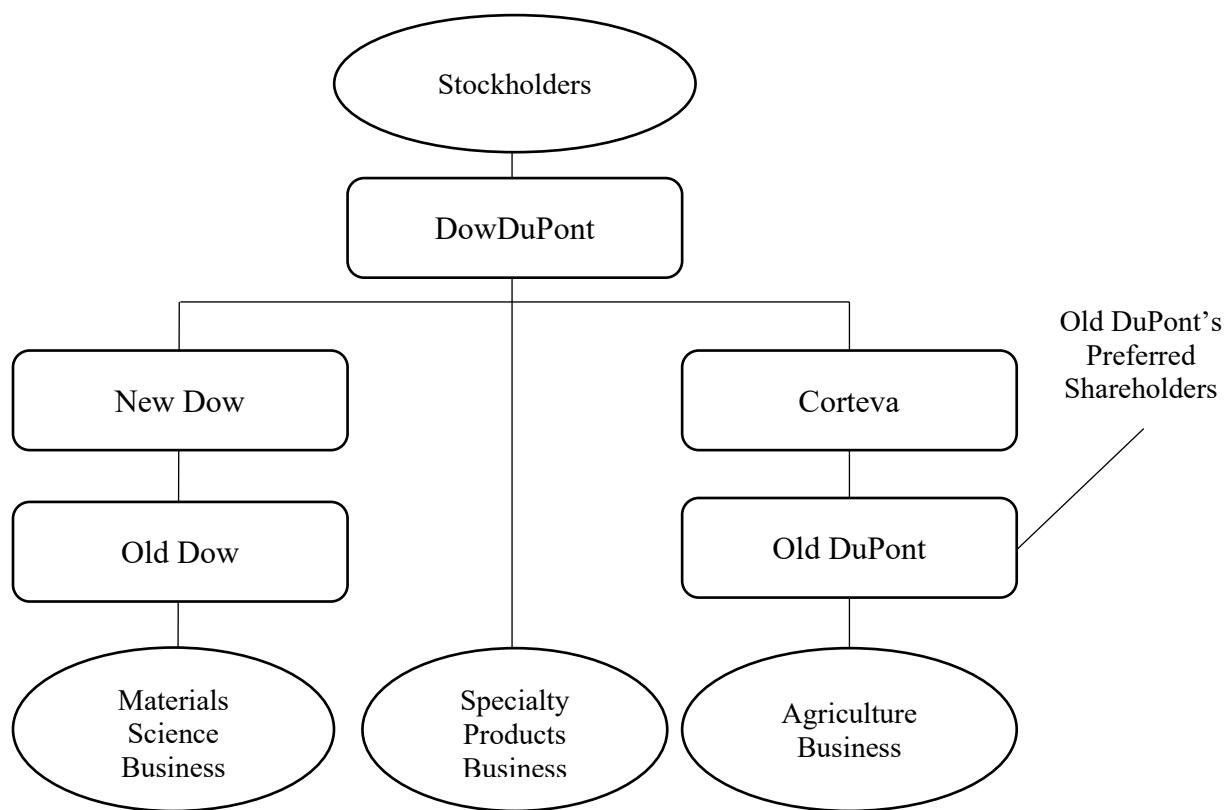 Stockholders
DowDuPont
Old DuPont’s
Preferred
Shareholders
New Dow
Corteva
Old Dow
Old DuPont
Materials
Science
Business
Specialty
Products
Business
Agriculture
Business